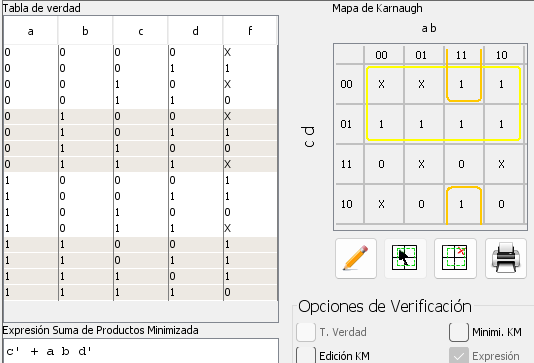 Tabla de verdad
a b c d f
0 0 0 0 X
0 0 0 1 1
0 0 1 0 X
0 0 1 1 0
0 1 0 0 X
0 1 0 1 1
0 1 1 0 0
0 1 1 1 X
1 0 0 0 1
1 0 0 1 1
1 0 1 0 0
1 0 1 1 X
1 1 0 0 1
1 1 0 1 1
1 1 1 0 1
1 1 1 1 0
Expresión Suma de Productos Minimizada
c' + a b d'
Mapa de Karnaugh
a b
00 01 11 10
c d
00 X X 1 1
01 1 1 1 1
11 0 X 0 X
10 X 0 1 0
Opciones de Verificación
T. Verdad Minimi. KM
Edición KM Expresión